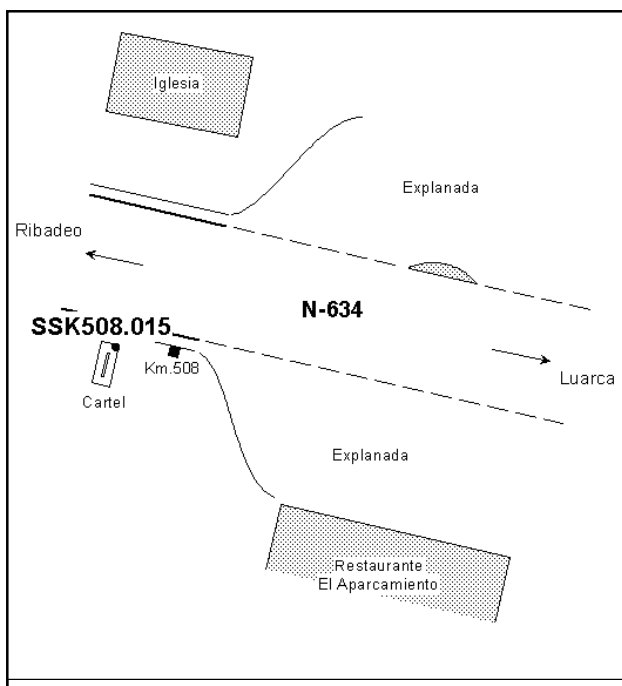 Iglesia
Explanada
Ribadeo
N-634
SSK508.015
Km.508
Luarca
Cartel
Explanada
Restaurante
El Aparcamiento